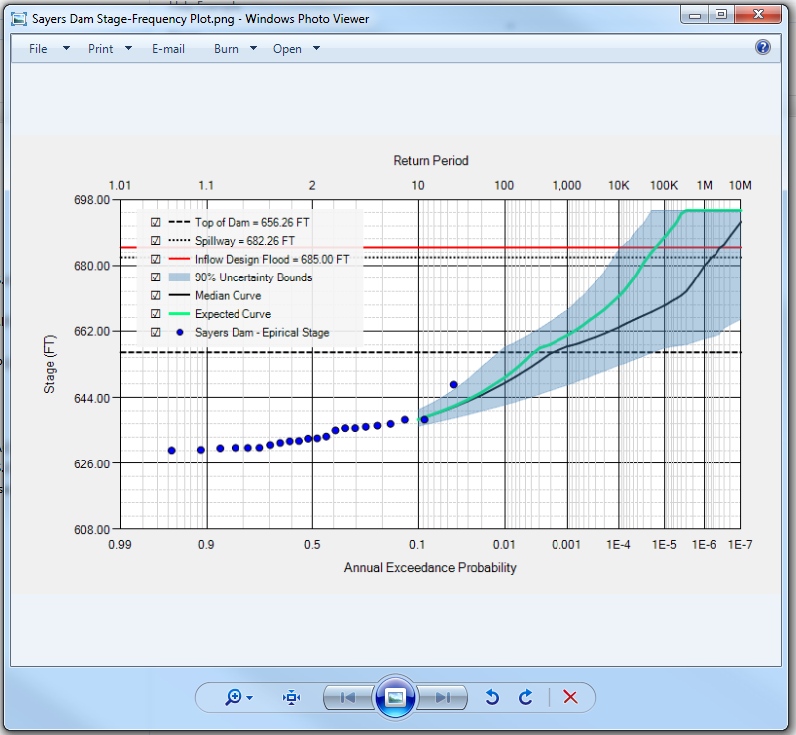 Sayers Dam Stage-Frequency Plot.png - Windows Photo Viewer
File Print E-mail Burn Open
Return Period
1.01 1.1 2 10 100 1,000 10K 100K 1M 10M
698.00
680.00
662.00
644.00
626.00
608.00
Stage (FT)
Top of Dam = 656.26 FT
Spillway = 682.26 FT
Inflow Design Flood = 685.00 FT
90% Uncertainty Bounds
Median Curve
Expected Curve
Sayers Dam - Epirical Stage
0.99 0.9 0.5 0.1 0.01 0.001 1E-4 1E-5 1E-6 1E-7
Annual Exceedance Probability